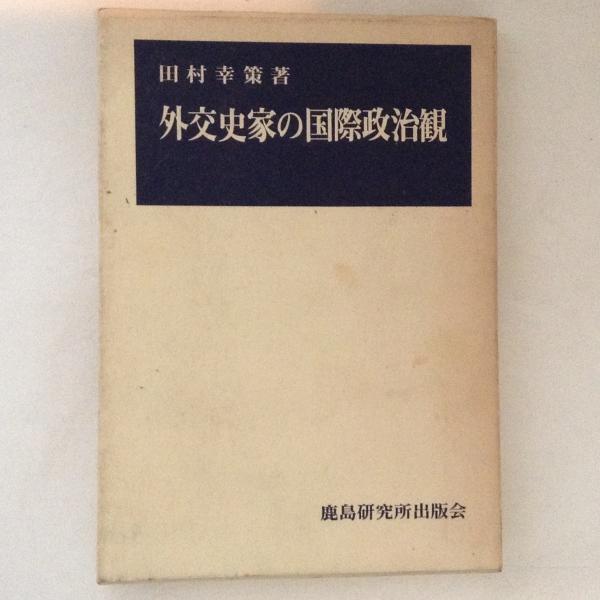 田村幸策著
外交史家の国際政治観
鹿島研究所出版会